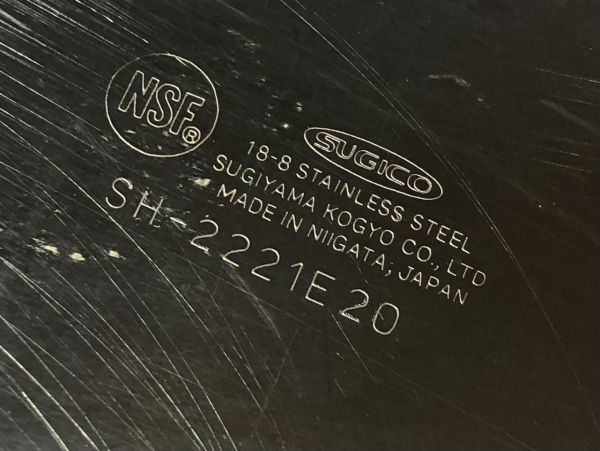 NSF®
SUGICO
18-8 STAINLESS STEEL
SUGIYAMA KOGYO CO., LTD
MADE IN NIIGATA, JAPAN
SH-2221E 20